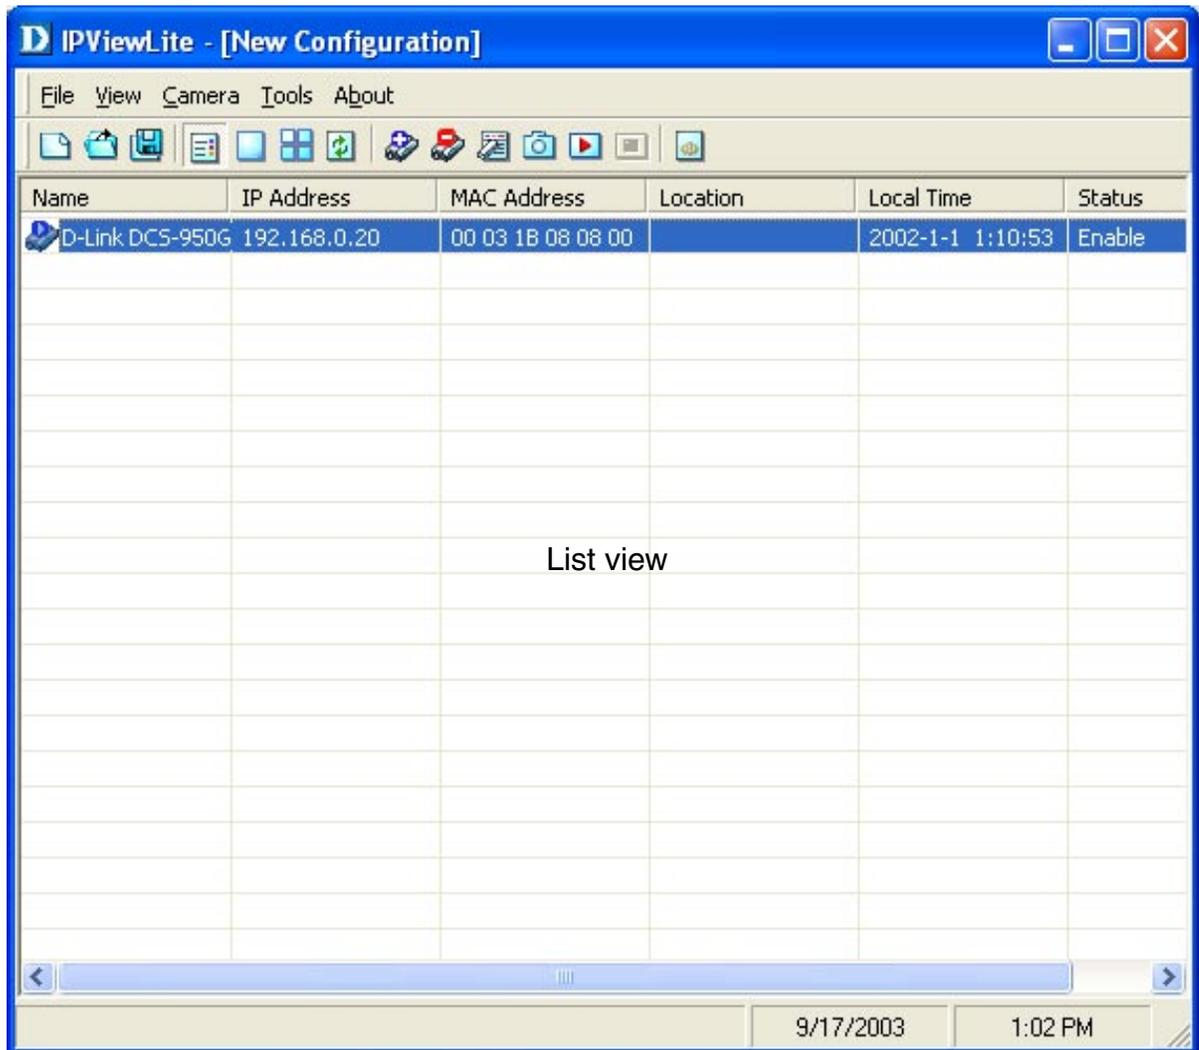 IPViewLite - [New Configuration]
File View Camera Tools About
Name IP Address MAC Address Location Local Time Status
D-Link DCS-950G 192.168.0.20 00 03 1B 08 08 00 2002-1-1 1:10:53 Enable
List view
9/17/2003 1:02 PM